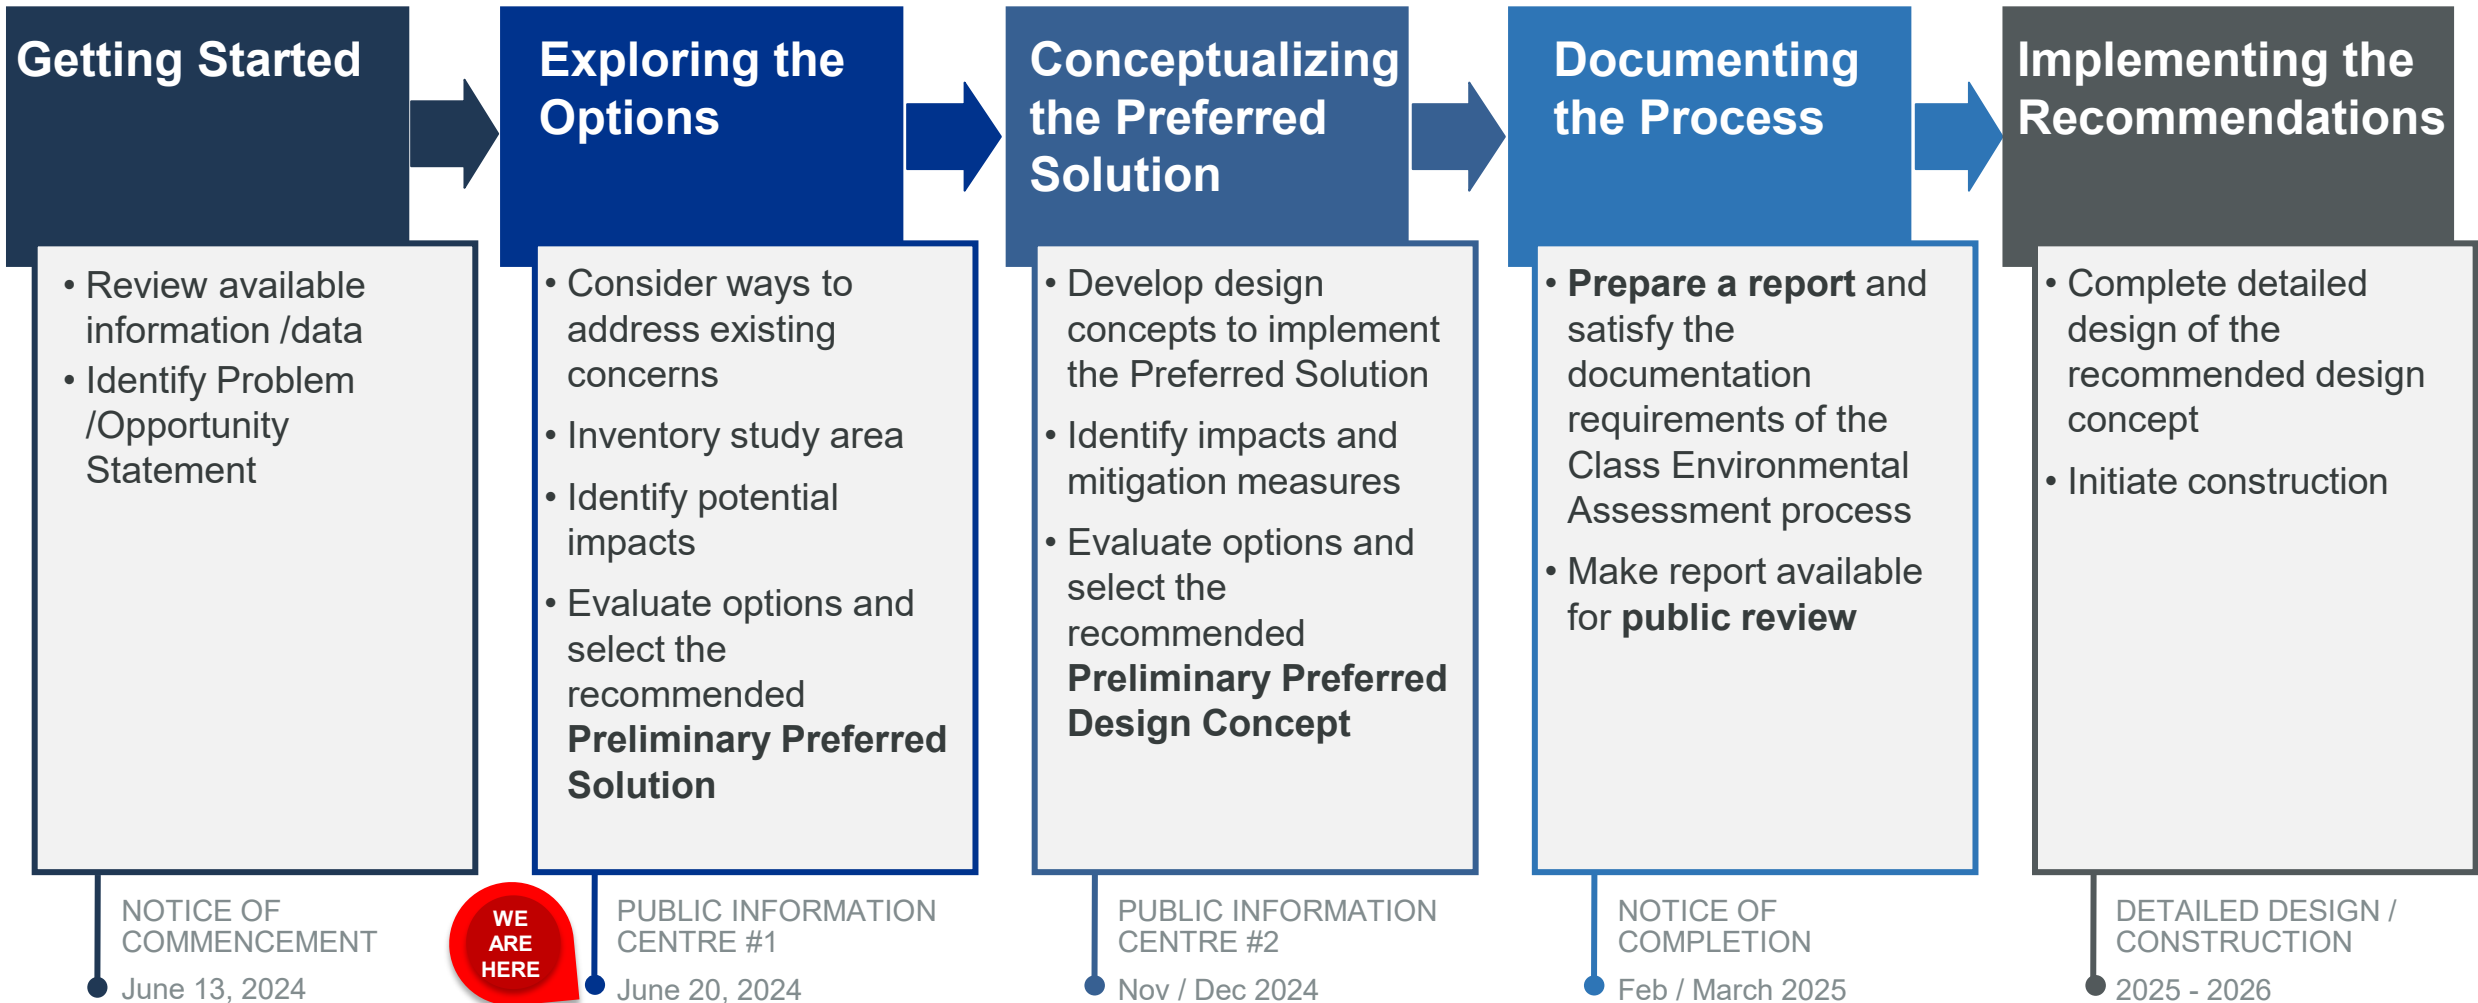 Getting Started
• Review available
information /data
• Identify Problem
/Opportunity
Statement
NOTICE OF
COMMENCEMENT
June 13, 2024
WE
ARE
HERE
Exploring the
Options
• Consider ways to
address existing
concerns
• Inventory study area
• Identify potential
impacts
• Evaluate options and
select the
recommended
Preliminary Preferred
Solution
PUBLIC INFORMATION
CENTRE #1
June 20, 2024
Conceptualizing
the Preferred
Solution
• Develop design
concepts to implement
the Preferred Solution
• Identify impacts and
mitigation measures
• Evaluate options and
select the
recommended
Preliminary Preferred
Design Concept
PUBLIC INFORMATION
CENTRE #2
Nov / Dec 2024
Documenting
the Process
• Prepare a report and
satisfy the
documentation
requirements of the
Class Environmental
Assessment process
• Make report available
for public review
NOTICE OF
COMPLETION
Feb / March 2025
Implementing the
Recommendations
• Complete detailed
design of the
recommended design
concept
• Initiate construction
DETAILED DESIGN /
CONSTRUCTION
2025 - 2026